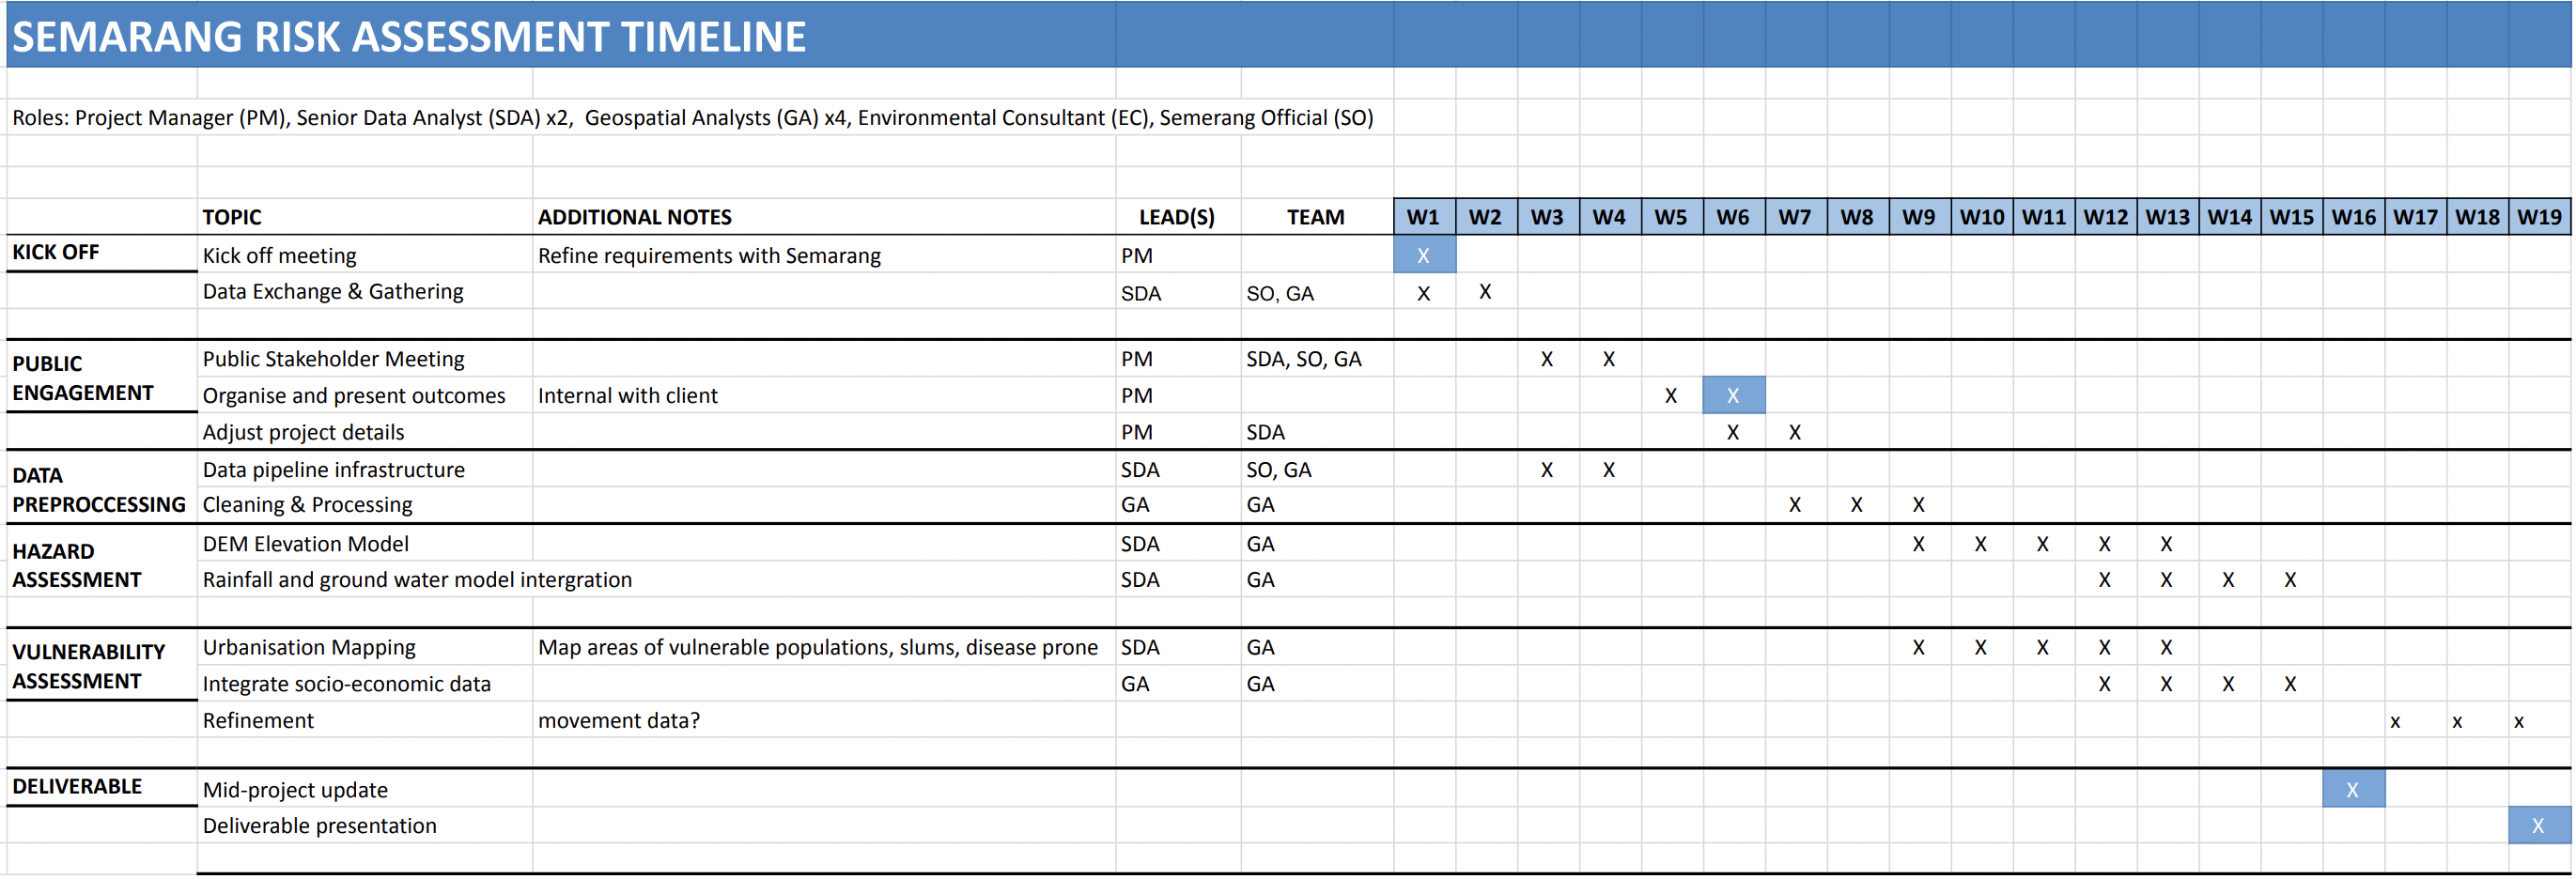 SEMARANG RISK ASSESSMENT TIMELINE
Roles: Project Manager (PM), Senior Data Analyst (SDA) x2,  Geospatial Analysts (GA) x4, Environmental Consultant (EC), Semerang Official (SO)
TOPIC ADDITIONAL NOTES LEAD(S) TEAM W1 W2 W3 W4 W5 W6 W7 W8 W9 W10 W11 W12 W13 W14 W15 W16 W17 W18 W19
KICK OFF Kick off meeting Refine requirements with Semarang PM X
Data Exchange & Gathering SDA SO, GA X X
PUBLIC ENGAGEMENT Public Stakeholder Meeting PM SDA, SO, GA X X
Organise and present outcomes Internal with client PM X X
Adjust project details PM SDA X X
DATA PREPROCCESSING Data pipeline infrastructure SDA SO, GA X X
Cleaning & Processing GA GA X X X
HAZARD ASSESSMENT DEM Elevation Model SDA GA X X X X X
Rainfall and ground water model intergration SDA GA X X X X
VULNERABILITY ASSESSMENT Urbanisation Mapping Map areas of vulnerable populations, slums, disease prone SDA GA X X X X X
Integrate socio-economic data GA GA X X X X
Refinement movement data? x x x
DELIVERABLE Mid-project update X
Deliverable presentation X